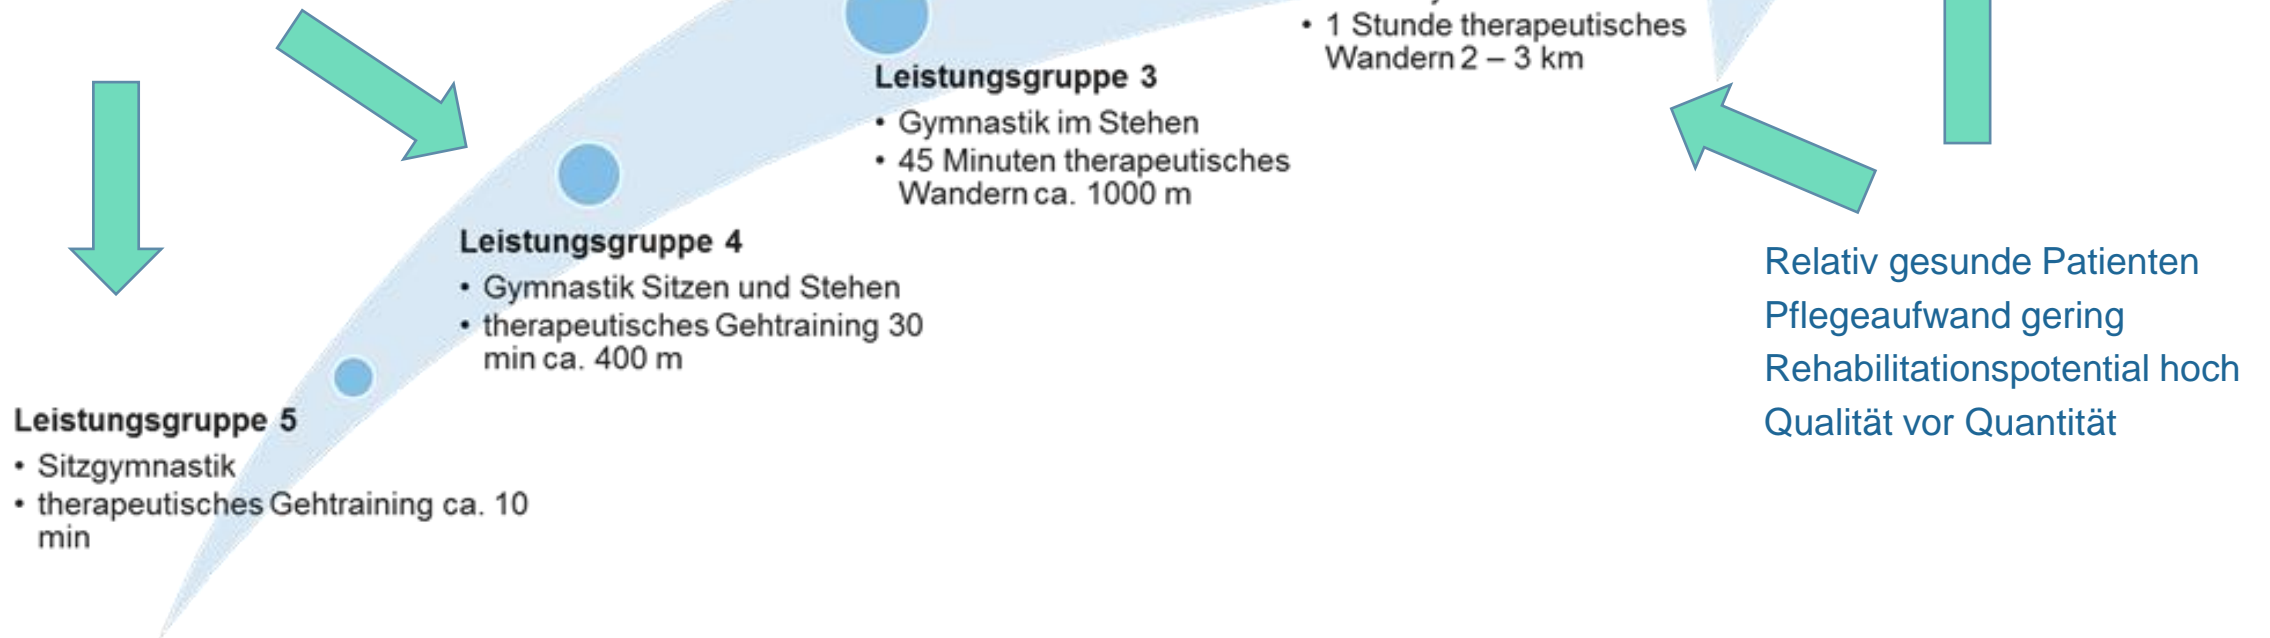 • 1 Stunde therapeutisches
Wandern 2 – 3 km
Leistungsgruppe 3
• Gymnastik im Stehen
• 45 Minuten therapeutisches
Wandern ca. 1000 m
Leistungsgruppe 4
• Gymnastik Sitzen und Stehen
• therapeutisches Gehtraining 30
min ca. 400 m
Leistungsgruppe 5
• Sitzgymnastik
• therapeutisches Gehtraining ca. 10
min
Relativ gesunde Patienten
Pflegeaufwand gering
Rehabilitationspotential hoch
Qualität vor Quantität